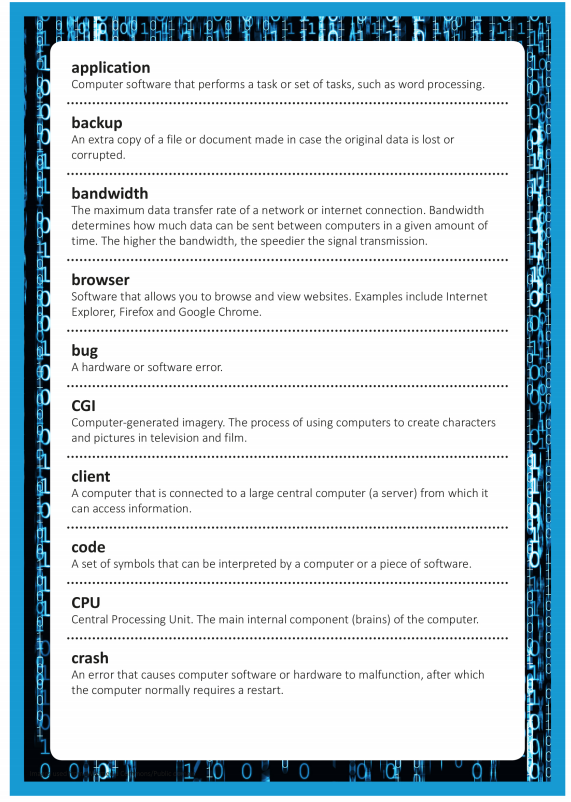 application
Computer software that performs a task or set of tasks, such as word processing.
backup
An extra copy of a file or document made in case the original data is lost or
corrupted.
bandwidth
The maximum data transfer rate of a network or internet connection. Bandwidth
determines how much data can be sent between computers in a given amount of
time. The higher the bandwidth, the speedier the signal transmission.
browser
Software that allows you to browse and view websites. Examples include Internet
Explorer, Firefox and Google Chrome.
bug
A hardware or software error.
CGI
Computer-generated imagery. The process of using computers to create characters
and pictures in television and film.
client
A computer that is connected to a large central computer (a server) from which it
can access information.
code
A set of symbols that can be interpreted by a computer or a piece of software.
CPU
Central Processing Unit. The main internal component (brains) of the computer.
crash
An error that causes computer software or hardware to malfunction, after which
the computer normally requires a restart.